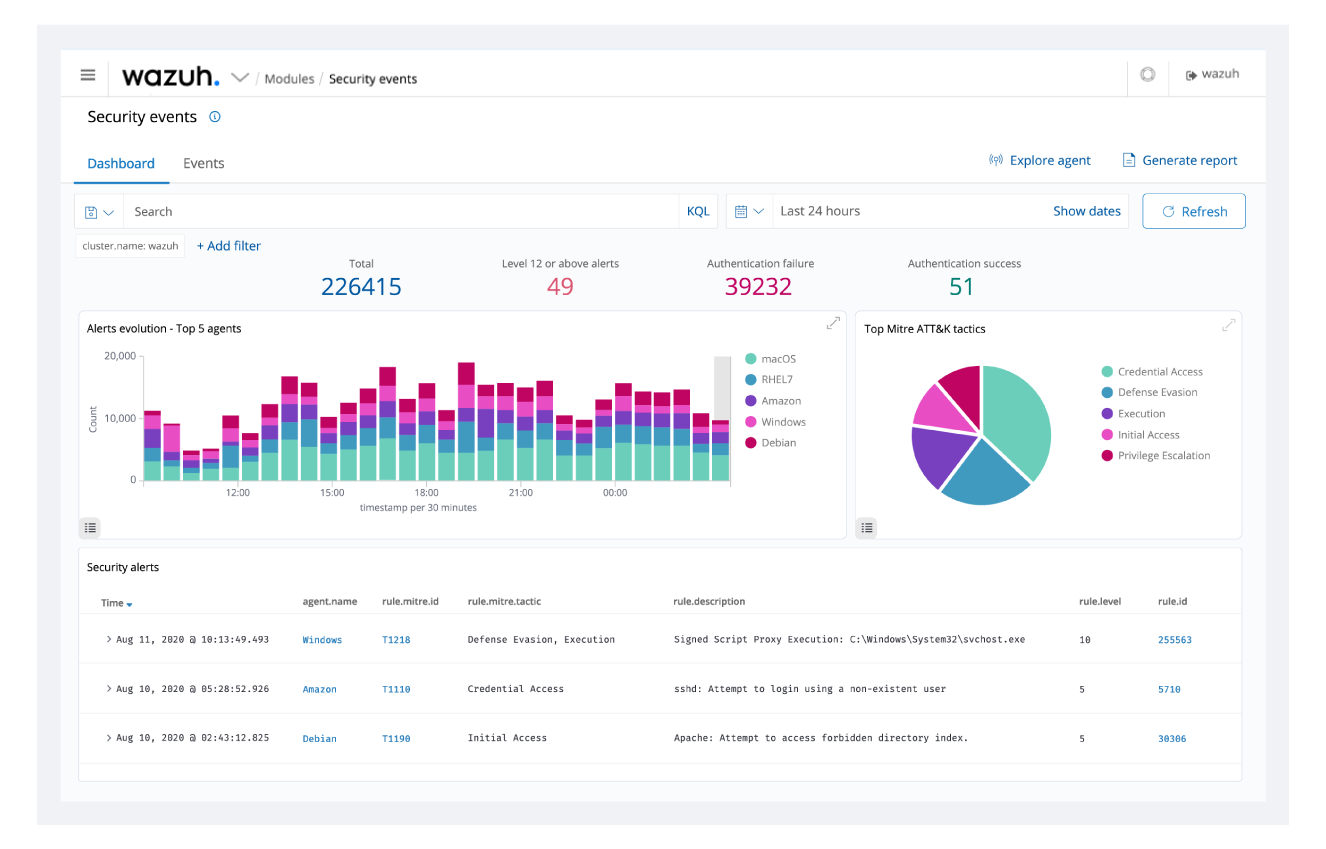 wazuh. / Modules / Security events wazuh
Security events
Dashboard Events Explore agent Generate report
Search KQL Last 24 hours Show dates Refresh
cluster.name: wazuh + Add filter
Total Level 12 or above alerts Authentication failure Authentication success
226415 49 39232 51
Alerts evolution - Top 5 agents
20,000
10,000
0
Count
12:00 15:00 18:00 21:00 00:00
timestamp per 30 minutes
macOS
RHEL7
Amazon
Windows
Debian
Top Mitre ATT&K tactics
Credential Access
Defense Evasion
Execution
Initial Access
Privilege Escalation
Security alerts
Time agent.name rule.mitre.id rule.mitre.tactic rule.description rule.level rule.id
> Aug 11, 2020 @ 10:13:49.493 Windows T1218 Defense Evasion, Execution Signed Script Proxy Execution: C:\Windows\System32\svchost.exe 10 255563
> Aug 10, 2020 @ 05:28:52.926 Amazon T1110 Credential Access sshd: Attempt to login using a non-existent user 5 5710
> Aug 10, 2020 @ 02:43:12.825 Debian T1190 Initial Access Apache: Attempt to access forbidden directory index. 5 30306